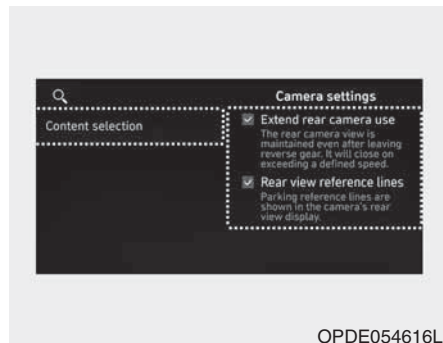 Camera settings
Content selection
Extend rear camera use
The rear camera view is
maintained even after leaving
reverse gear. It will close on
exceeding a defined speed.
Rear view reference lines
Parking reference lines are
shown in the camera's rear
view display.
OPDE054616L